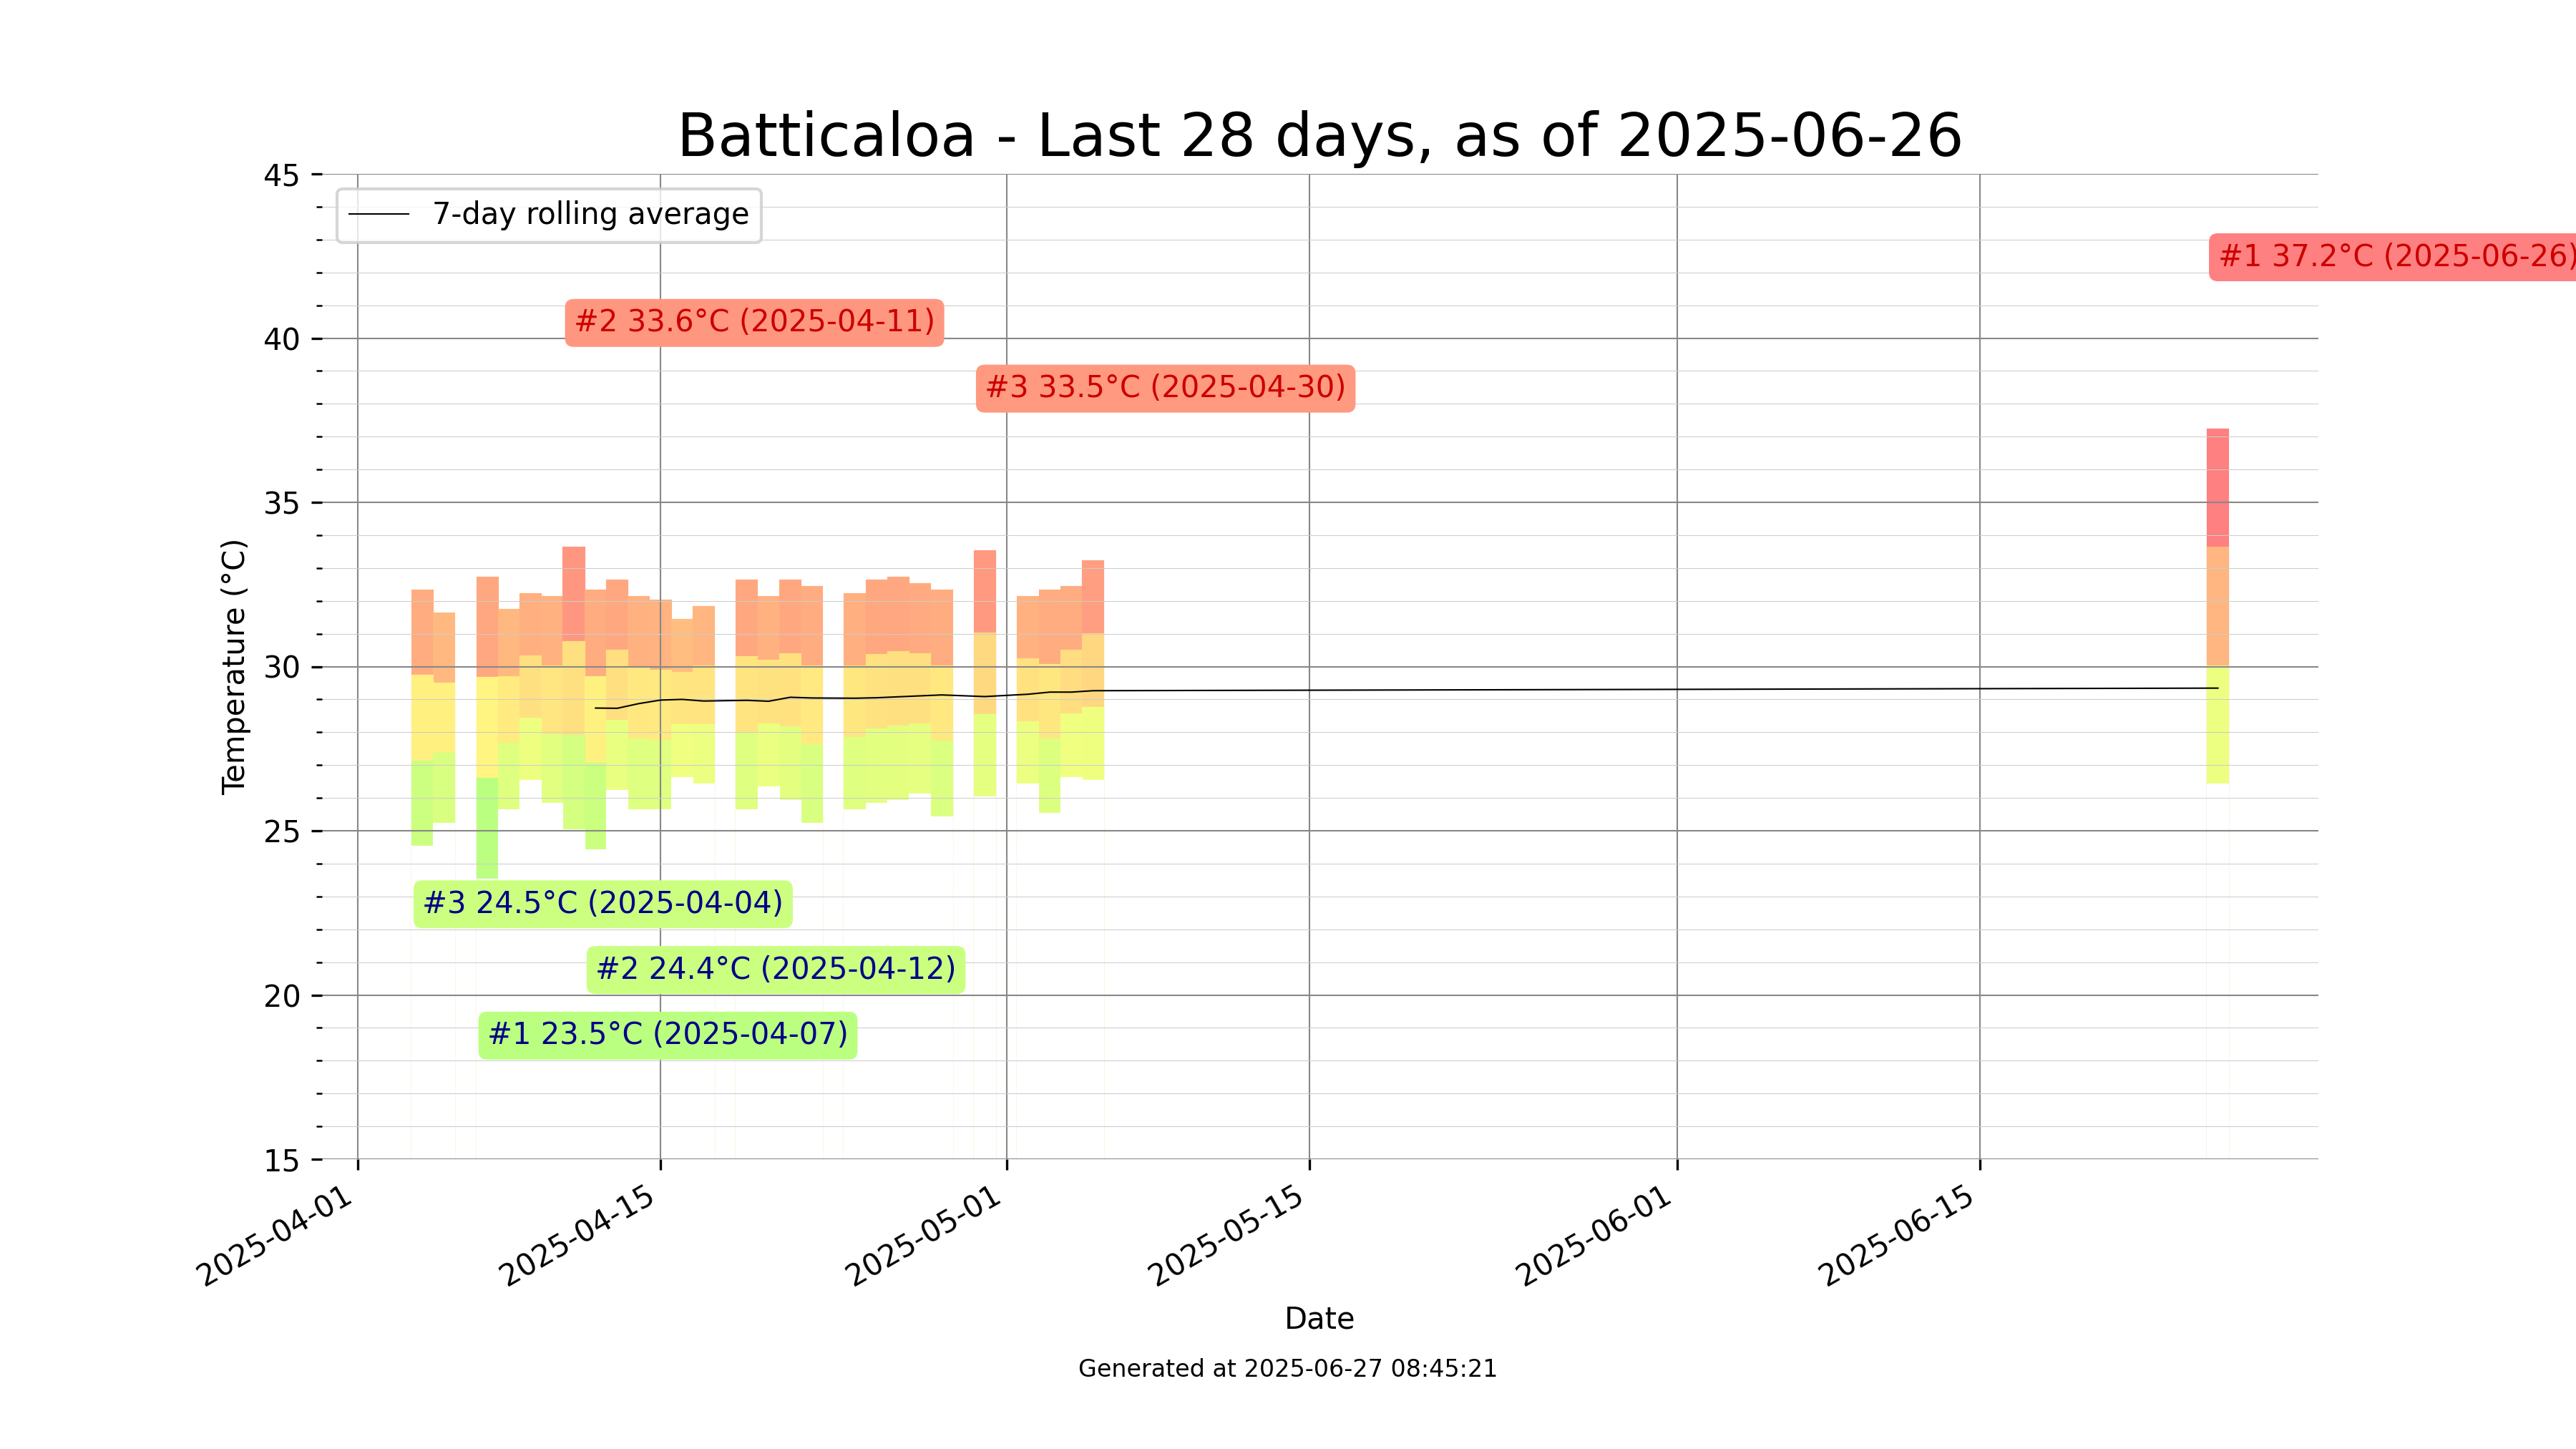 Batticaloa - Last 28 days, as of 2025-06-26
45
7-day rolling average
#1 37.2°C (2025-06-26)
#2 33.6°C (2025-04-11)
40
#3 33.5°C (2025-04-30)
35
Temperature (°C)
30
25
#3 24.5°C (2025-04-04)
#2 24.4°C (2025-04-12)
20
#1 23.5°C (2025-04-07)
15
2025-04-01
2025-04-15
2025-05-01
2025-05-15
2025-06-01
2025-06-15
Date
Generated at 2025-06-27 08:45:21